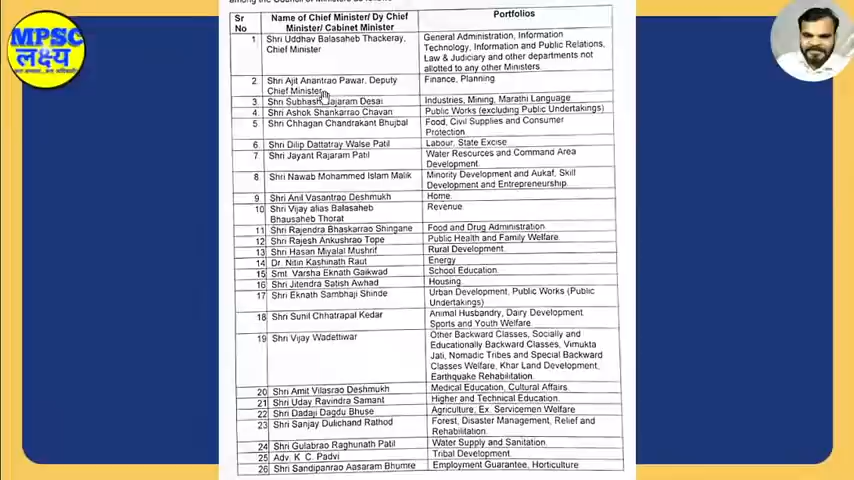 MPSC
लक्ष्य
Sr No
Name of Chief Minister/ Dy Chief Minister/ Cabinet Minister
Portfolios
1
Shri Uddhav Balasaheb Thackeray,
Chief Minister
General Administration, Information
Technology, Information and Public Relations,
Law & Judiciary and other departments not
allotted to any other Ministers.
2.
Shri Ajit Anantrao Pawar, Deputy
Chief Minister
Finance, Planning
3
Shri Subhash Rajaram Desai
Industries, Mining, Marathi Language
4.
Shri Ashok Shankarrao Chavan
Public Works (excluding Public Undertakings)
5
Shri Chhagan Chandrakant Bhujbal
Food, Civil Supplies and Consumer
Protection
6
Shri Dilip Dattatray Walse Patil
Labour, State Excise
7
Shri Jayant Rajaram Patil
Water Resources and Command Area
Development.
8
Shri Nawab Mohammed Islam Malik
Minority Development and Aukaf, Skill
Development and Entrepreneurship.
9
Shri Anil Vasantrao Deshmukh
Home.
10
Shri Vijay alias Balasaheb
Bhausaheb Thorat
Revenue
11
Shri Rajendra Bhaskarrao Shingane
Food and Drug Administration
12
Shri Rajesh Ankushrao Tope
Public Health and Family Welfare.
13
Shri Hasan Miyalal Mushrif
Rural Development.
14
Dr. Nitin Kashinath Raut
Energy
15
Smt. Varsha Eknath Gaikwad
School Education.
16
Shri Jitendra Satish Awhad
Housing.
17
Shri Eknath Sambhaji Shinde
Urban Development, Public Works (Public
Undertakings)
18
Shri Sunil Chhatrapal Kedar
Animal Husbandry, Dairy Development
Sports and Youth Welfare
19
Shri Vijay Wadettiwar
Other Backward Classes, Socially and
Educationally Backward Classes, Vimukta
Jati, Nomadic Tribes and Special Backward
Classes Welfare, Khar Land Development,
Earthquake Rehabilitation.
20
Shri Amit Vilasrao Deshmukh
Medical Education, Cultural Affairs.
21
Shri Uday Ravindra Samant
Higher and Technical Education.
22
Shri Dadaji Dagdu Bhuse
Agriculture, Ex. Servicemen Welfare
23
Shri Sanjay Dulichand Rathod
Forest, Disaster Management, Relief and
Rehabilitation.
24
Shri Gulabrao Raghunath Patil
Water Supply and Sanitation.
25
Adv. K. C. Padvi
Tribal Development.
26
Shri Sandipanrao Aasaram Bhumre
Employment Guarantee, Horticulture